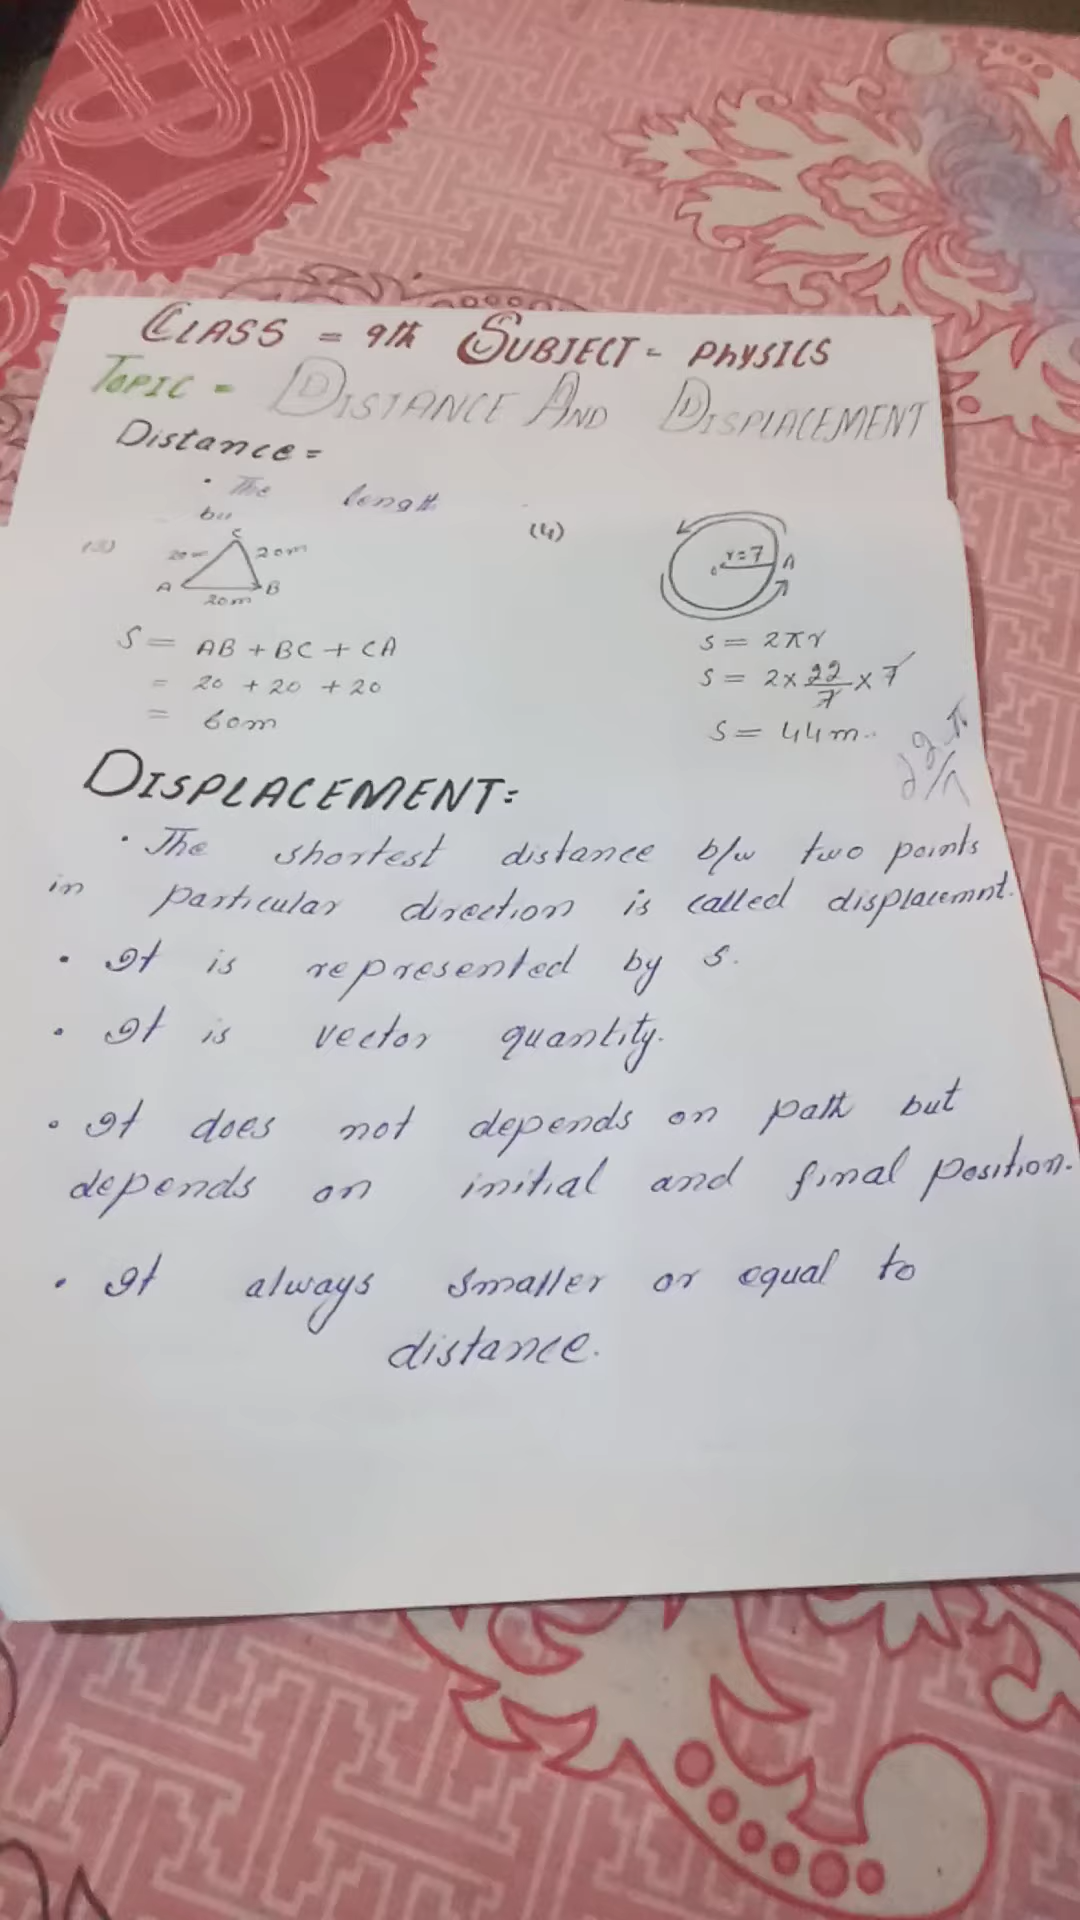 CLASS = 9th SUBJECT - PHYSICS
TOPIC = DISTANCE AND DISPLACEMENT
Distance =
• The length
(3)
C
20m 20m
A B
20m
S = AB + BC + CA
= 20 + 20 + 20
= 60m
(4)
r=7
o A
S = 2πr
S = 2 × 22/7 × 7
S = 44m.
DISPLACEMENT:
• The shortest distance b/w two points
in particular direction is called displacemnt.
• It is represented by s.
• It is vector quantity.
• It does not depends on path but
depends on initial and final position.
• It always smaller or equal to
distance.